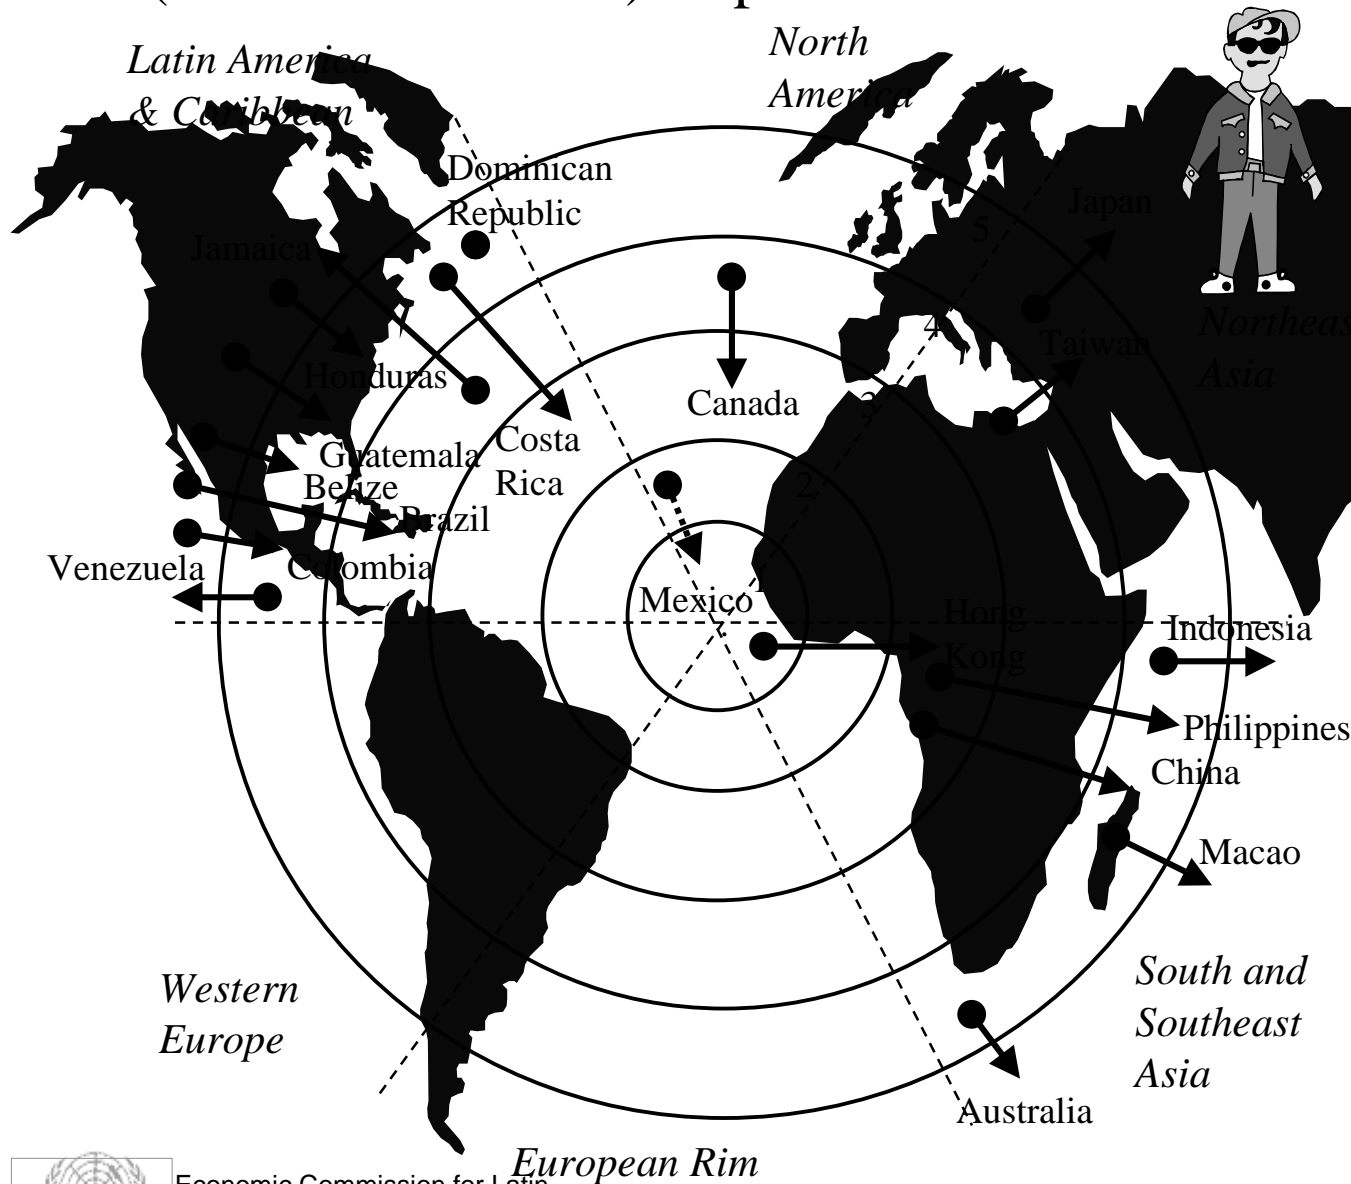 Latin America
& Caribbean
North
America
Dominican
Republic
Jamaica
Japan
5
Northeas
Asia
4
Taiwan
Honduras
3
Canada
Costa
Rica
Guatemala
Belize
2
Brazil
Venezuela
Colombia
1
Mexico
Hong
Kong
Indonesia
Philippines
China
Macao
Western
Europe
South and
Southeast
Asia
Australia
European Rim
Economic Commission for Latin